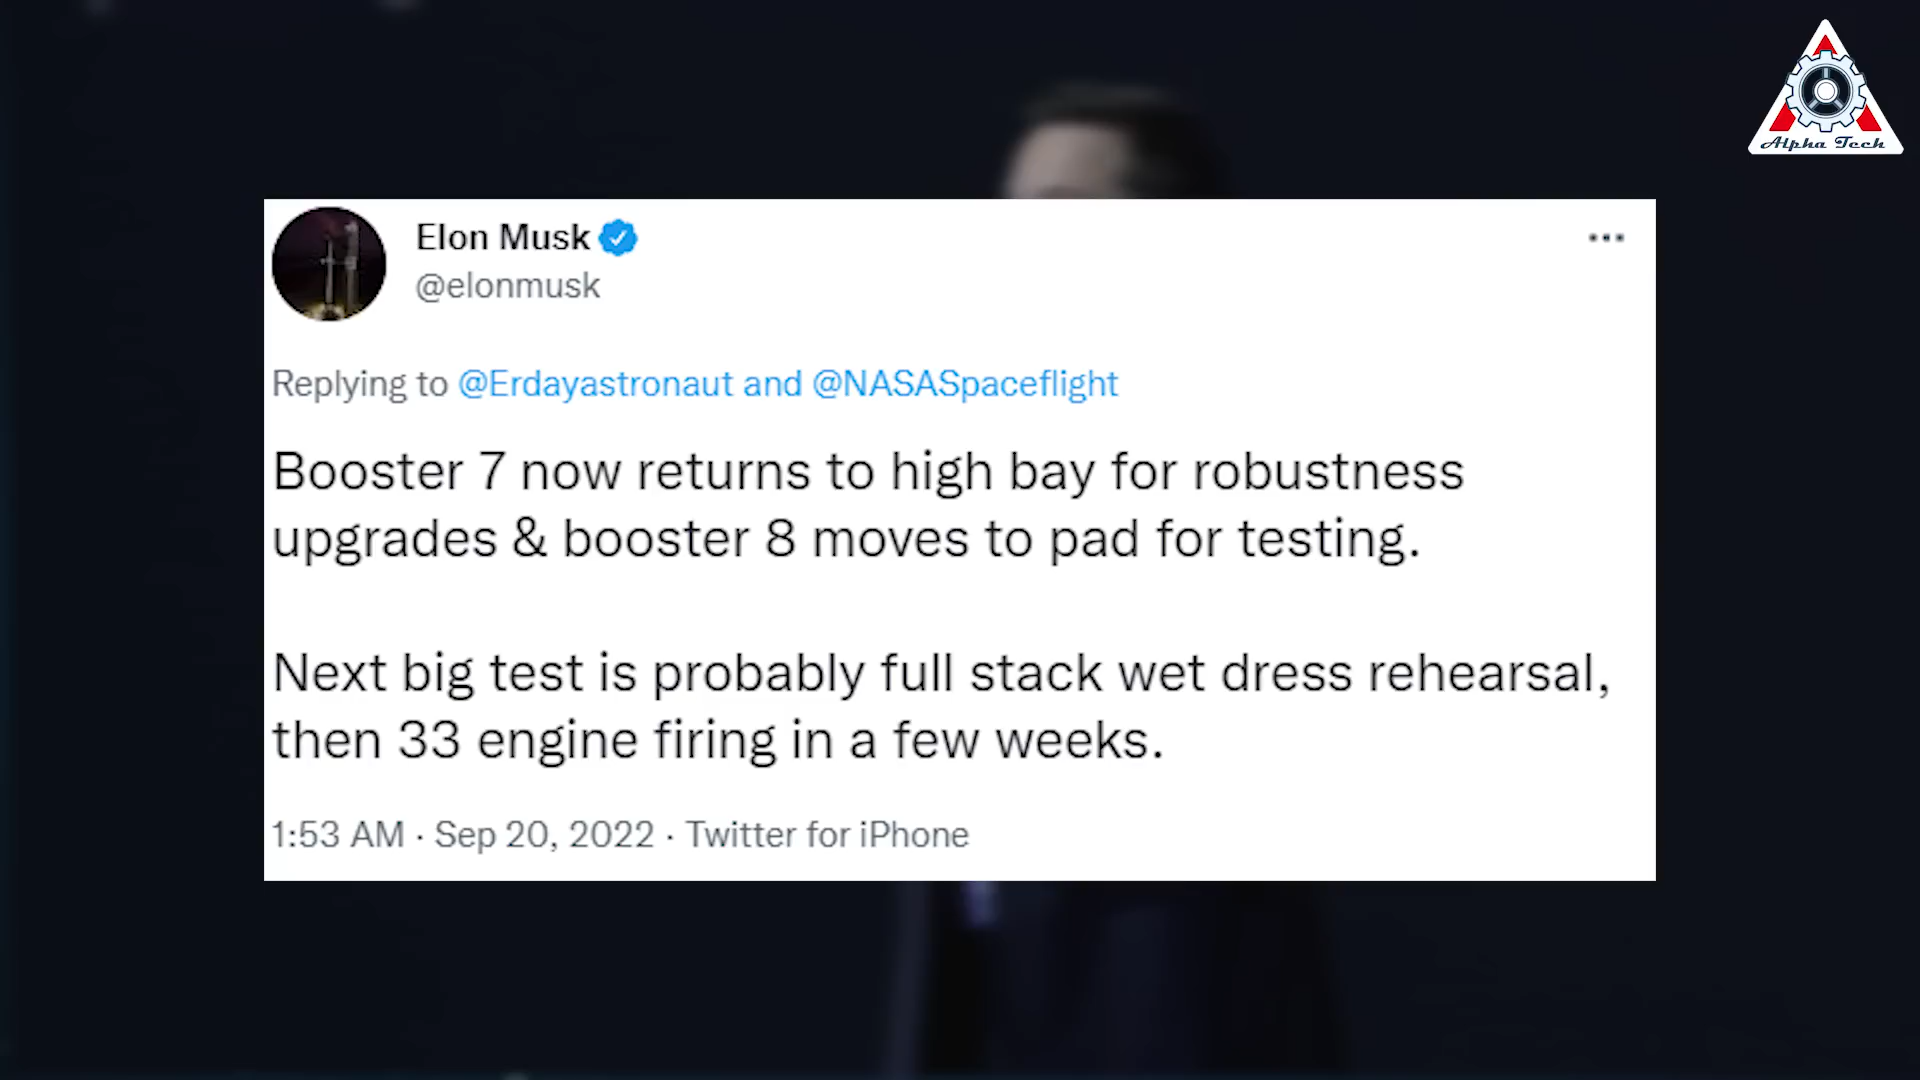 Alpha Tech
Elon Musk
@elonmusk
Replying to @Erdayastronaut and @NASASpaceflight
Booster 7 now returns to high bay for robustness
upgrades & booster 8 moves to pad for testing.
Next big test is probably full stack wet dress rehearsal,
then 33 engine firing in a few weeks.
1:53 AM · Sep 20, 2022 · Twitter for iPhone